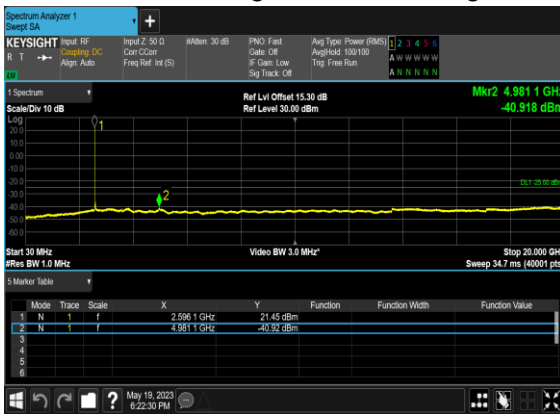 Spectrum Analyzer 1
Swept SA
+
KEYSIGHT
R T
LV
Input: RF
Coupling: DC
Align: Auto
Input Z: 50 Ω
Corr CCorr
Freq Ref: Int (S)
#Atten: 30 dB
PNO: Fast
Gate: Off
IF Gain: Low
Sig Track: Off
Avg Type: Power (RMS)
Avg|Hold: 100/100
Trig: Free Run
1 2 3 4 5 6
A W W W W W
A N N N N N
1 Spectrum
Scale/Div 10 dB
Ref Lvl Offset 15.30 dB
Ref Level 30.00 dBm
Mkr2 4.981 1 GHz
-40.918 dBm
Log
20.0
10.0
0.00
-10.0
-20.0
-30.0
-40.0
-50.0
-60.0
1
2
DL1 -25.00 dBm
Start 30 MHz
#Res BW 1.0 MHz
Video BW 3.0 MHz*
Stop 20.000 GHz
Sweep 34.7 ms (40001 pts)
5 Marker Table
Mode Trace Scale X Y Function Function Width Function Value
1 N 1 f 2.596 1 GHz 21.45 dBm
2 N 1 f 4.981 1 GHz -40.92 dBm
3
4
5
6
?
May 19, 2023
6:22:30 PM